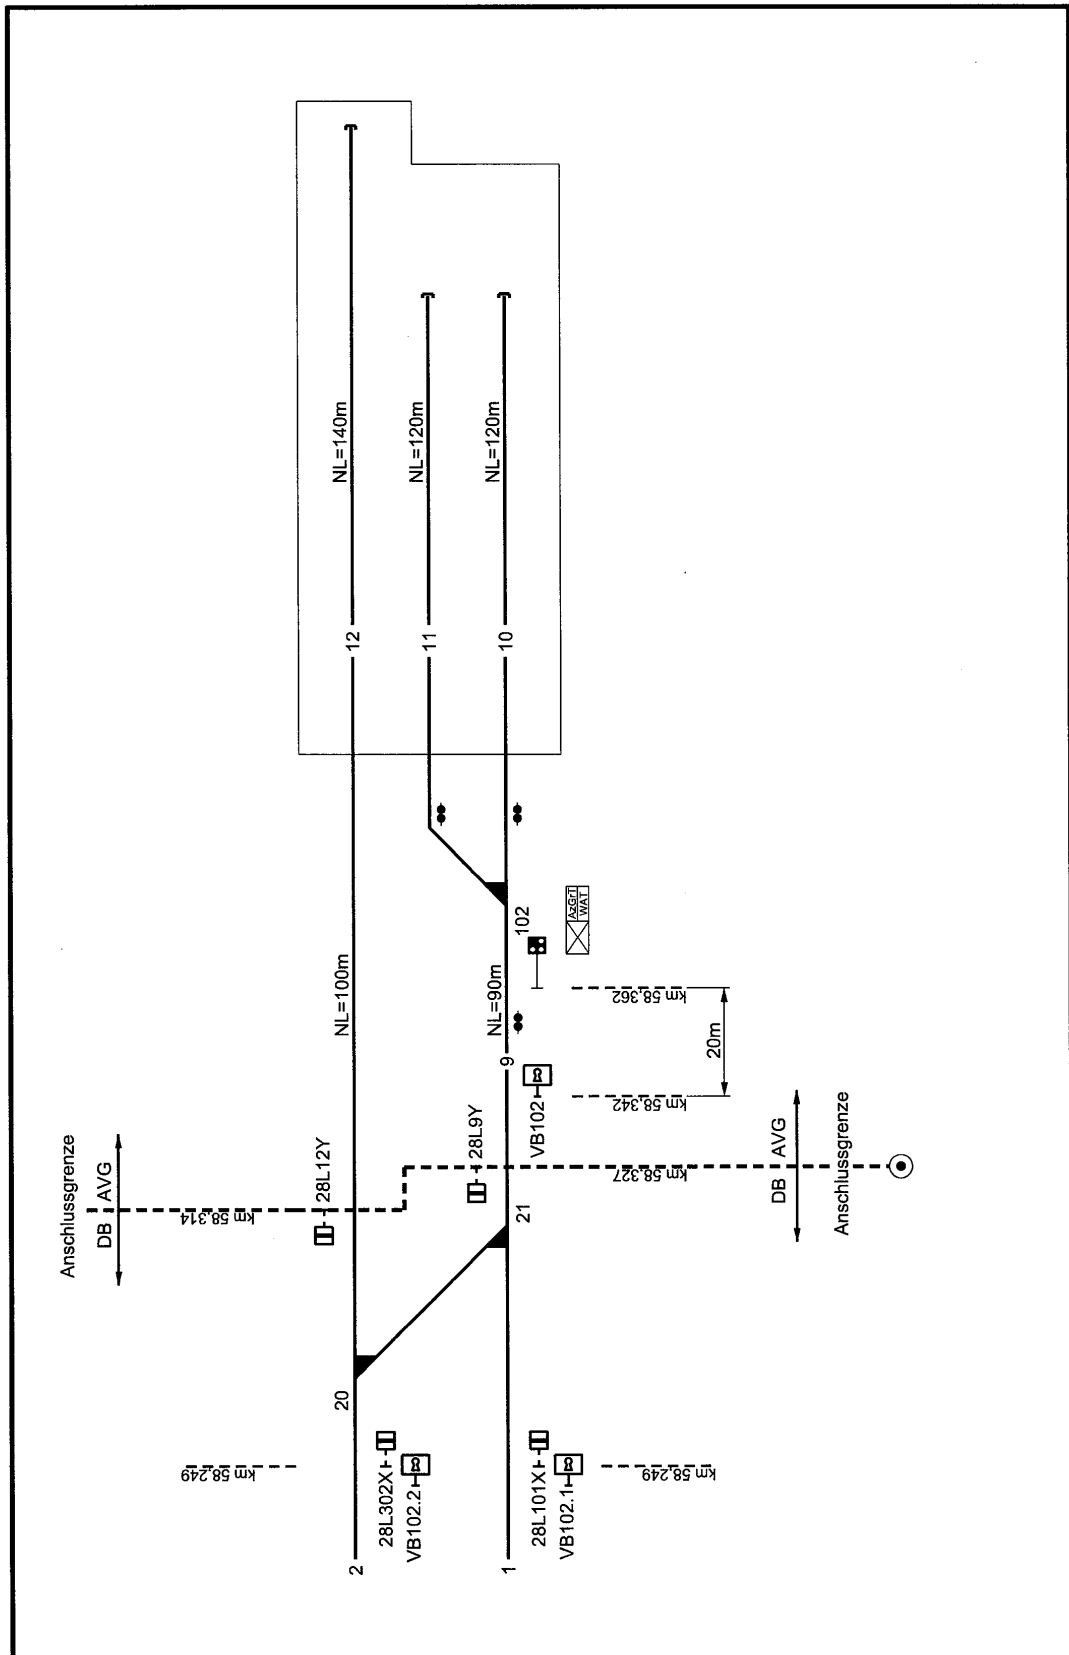 NL=140m
NL=120m
NL=120m
12
11
10
102
AzGrT
WAT
NL=100m
NL=90m
km 58,362
20m
9
VB102
km 58,342
Anschlussgrenze
DB AVG
km 58,314
28L12Y
28L9Y
km 58,327
DB AVG
Anschlussgrenze
21
20
km 58,249
28L302X
VB102.2
28L101X
VB102.1
km 58,249
2
1